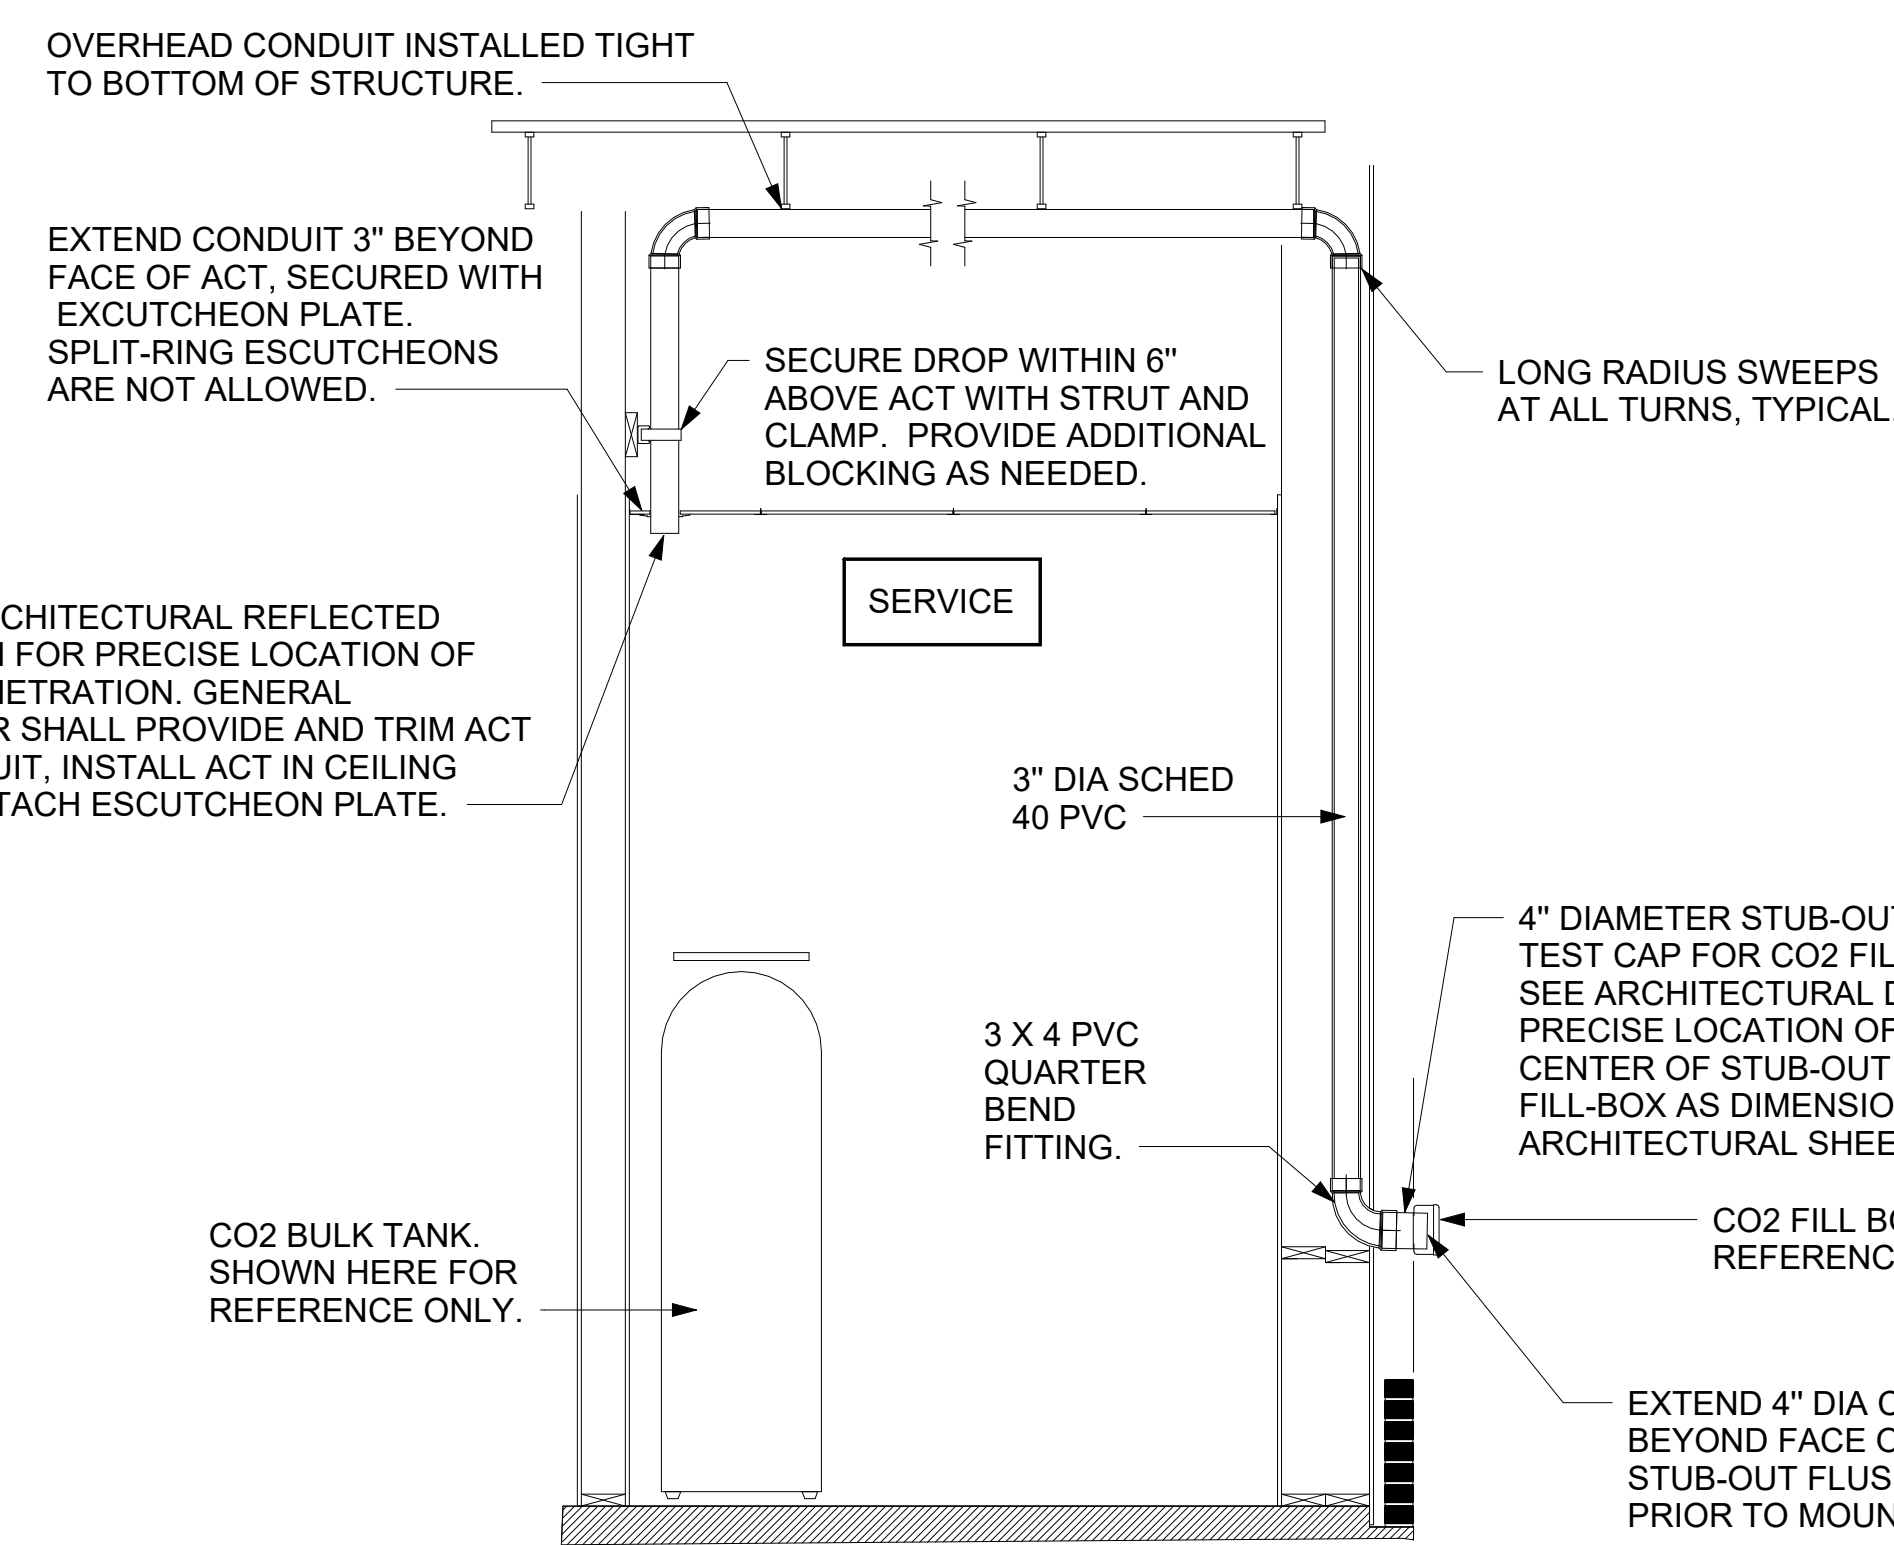 OVERHEAD CONDUIT INSTALLED TIGHT
TO BOTTOM OF STRUCTURE.
EXTEND CONDUIT 3" BEYOND
FACE OF ACT, SECURED WITH
EXCUTCHEON PLATE.
SPLIT-RING ESCUTCHEONS
ARE NOT ALLOWED.
SECURE DROP WITHIN 6"
ABOVE ACT WITH STRUT AND
CLAMP. PROVIDE ADDITIONAL
BLOCKING AS NEEDED.
LONG RADIUS SWEEPS
AT ALL TURNS, TYPICAL.
SERVICE
CHITECTURAL REFLECTED
FOR PRECISE LOCATION OF
ETRATION. GENERAL
R SHALL PROVIDE AND TRIM ACT
UIT, INSTALL ACT IN CEILING
TACH ESCUTCHEON PLATE.
3" DIA SCHED
40 PVC
4" DIAMETER STUB-OUT
TEST CAP FOR CO2 FIL
SEE ARCHITECTURAL
PRECISE LOCATION OF
CENTER OF STUB-OUT
FILL-BOX AS DIMENSIO
ARCHITECTURAL SHEE
3 X 4 PVC
QUARTER
BEND
FITTING.
CO2 FILL BO
REFERENC
CO2 BULK TANK.
SHOWN HERE FOR
REFERENCE ONLY.
EXTEND 4" DIA
BEYOND FACE
STUB-OUT FLUS
PRIOR TO MOUN